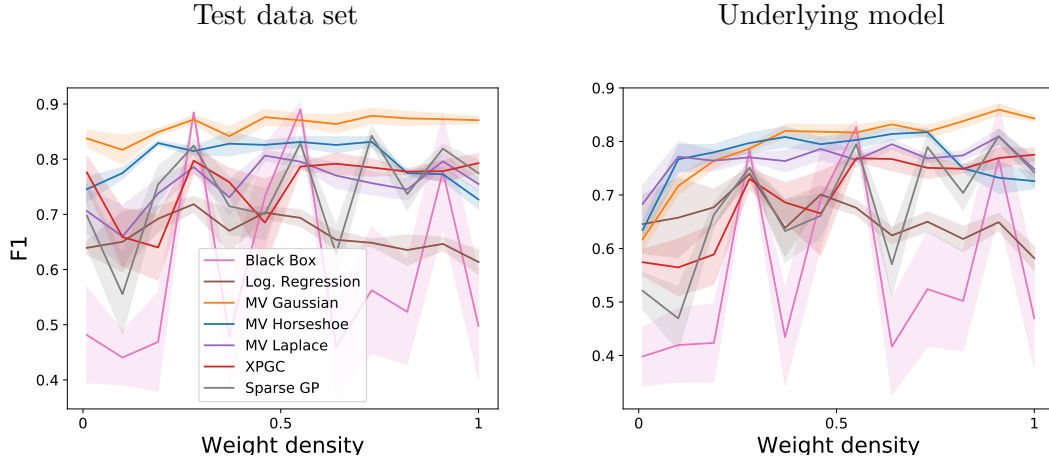 Test data set
Underlying model
0.9
0.8
0.7
0.6
0.5
0.4
F1
0
0.5
1
Weight density
Black Box
Log. Regression
MV Gaussian
MV Horseshoe
MV Laplace
XPGC
Sparse GP
0.9
0.8
0.7
0.6
0.5
0.4
0
0.5
1
Weight density